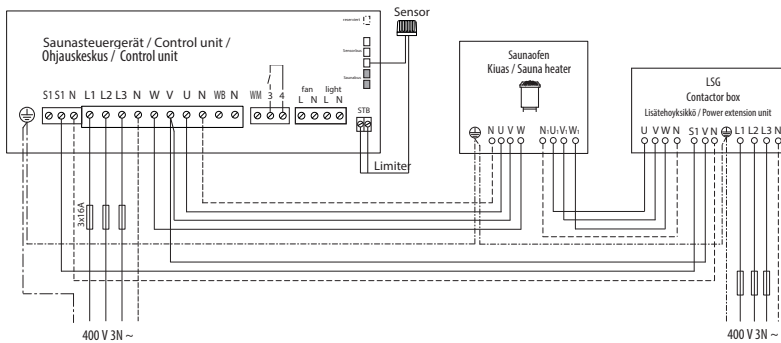 Sensor
Saunasteuergerät / Control unit /
Ohjauskeskus / Control unit
S1 S1 N L1 L2 L3 N W V U N WB N
WM 3 4
fan light
L N L N
STB
Limiter
3x16A
400 V 3N ~
Saunaofen
Kiuas / Sauna heater
N U V W
N1 U1 V1 W1
LSG
Contactor box
Lisätehoyksikkö / Power extension unit
U V W N S1 V N L1 L2 L3 N
400 V 3N ~